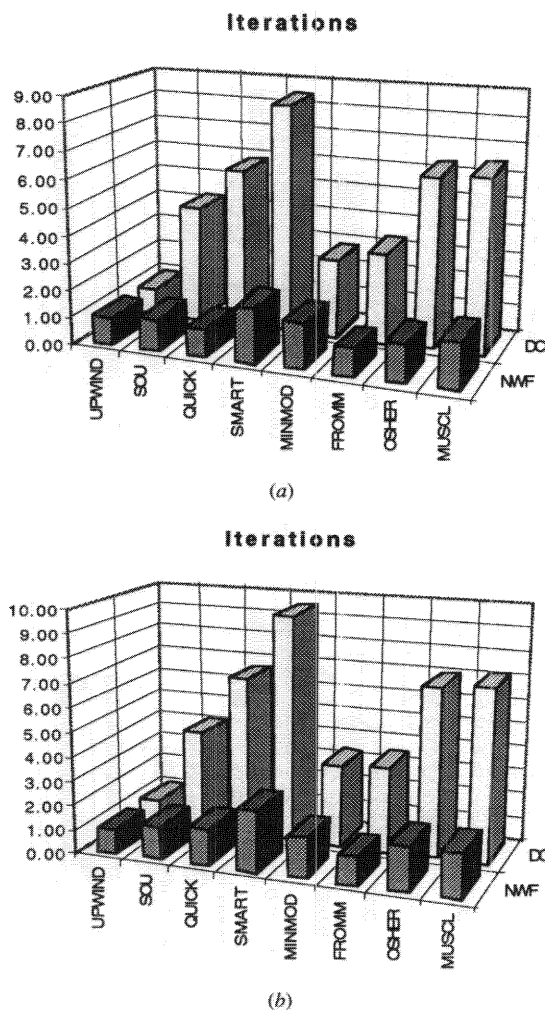 Iterations
9.00
8.00
7.00
6.00
5.00
4.00
3.00
2.00
1.00
0.00
UPWIND
SOU
QUICK
SMART
MINMOD
FROMM
OSHER
MUSCL
DC
NWF
(a)
Iterations
10.00
9.00
8.00
7.00
6.00
5.00
4.00
3.00
2.00
1.00
0.00
UPWIND
SOU
QUICK
SMART
MINMOD
FROMM
OSHER
MUSCL
DC
NWF
(b)